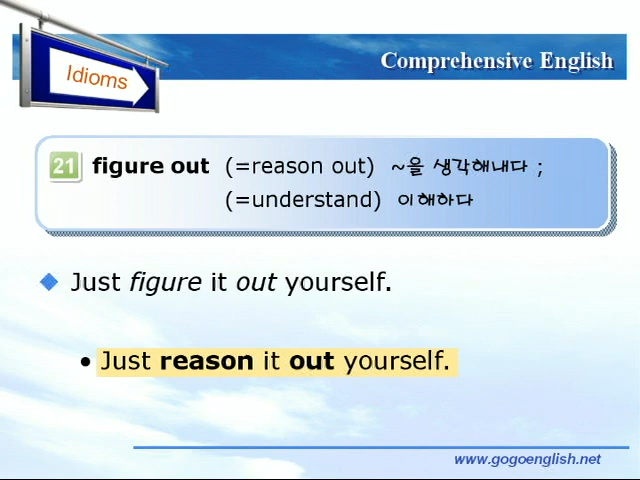 Comprehensive English
Idioms
21 figure out (=reason out) ~을 생각해내다 ;
(=understand) 이해하다
Just figure it out yourself.
• Just reason it out yourself.
www.gogoenglish.net